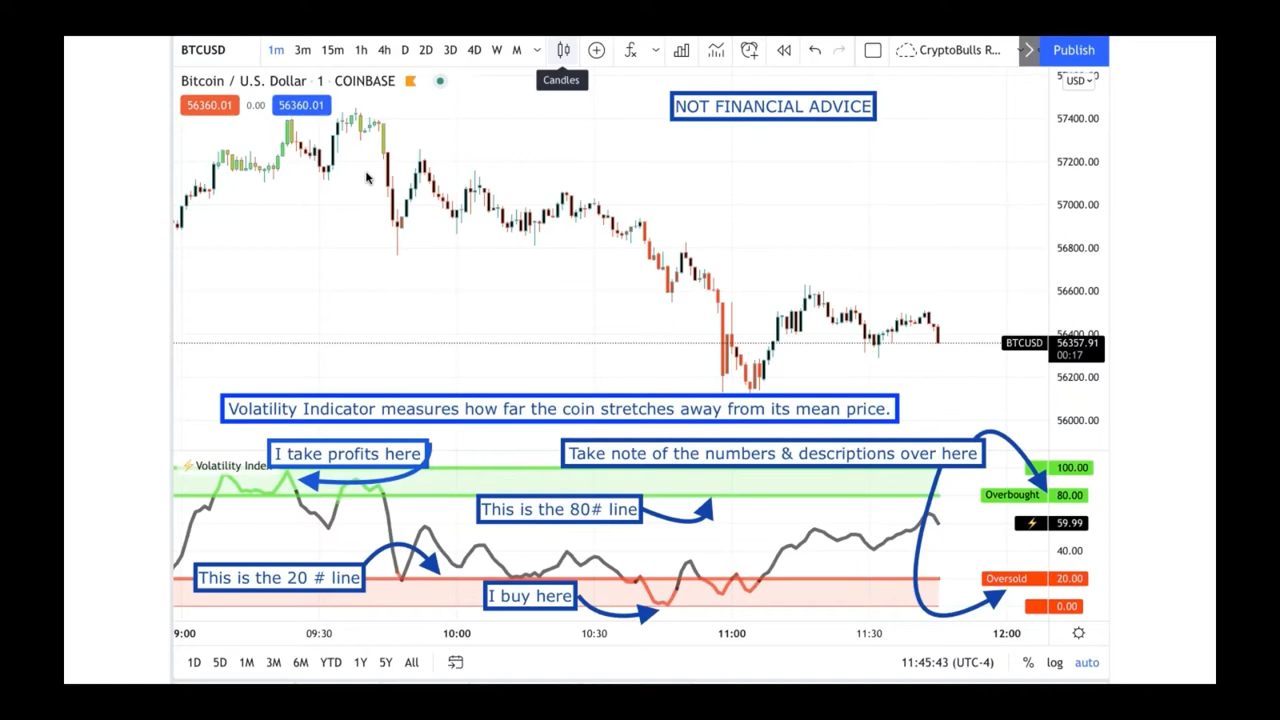 BTCUSD 1m 3m 15m 1h 4h D 2D 3D 4D W M CryptoBulls R... Publish
Candles
Bitcoin / U.S. Dollar · 1 · COINBASE
USD
56360.01 0.00 56360.01
NOT FINANCIAL ADVICE
57400.00
57200.00
57000.00
56800.00
56600.00
56400.00
BTCUSD 56357.91
00:17
56200.00
56000.00
Volatility Indicator measures how far the coin stretches away from its mean price.
I take profits here
Take note of the numbers & descriptions over here
Volatility Index
100.00
Overbought 80.00
This is the 80# line
59.99
40.00
This is the 20 # line
Oversold 20.00
I buy here
0.00
9:00 09:30 10:00 10:30 11:00 11:30 12:00
1D 5D 1M 3M 6M YTD 1Y 5Y All 11:45:43 (UTC-4) % log auto